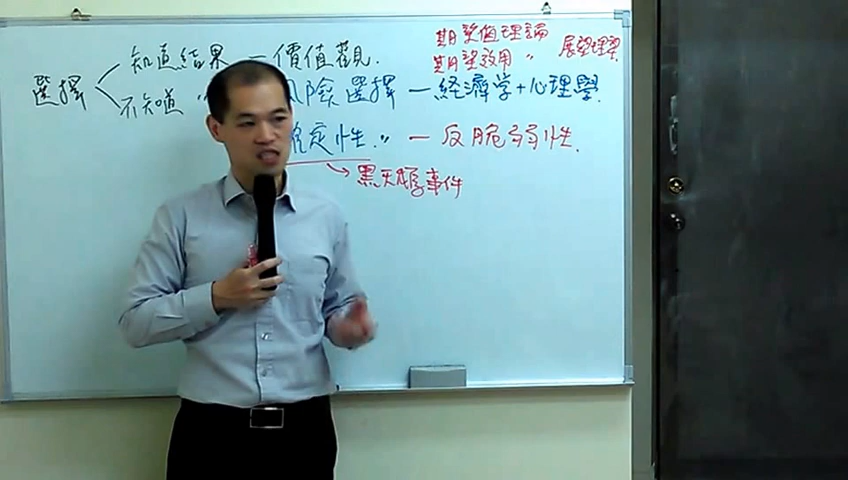 期望值理論
期望效用 〃 展望理論
知道結果 — 價值觀.
選擇
不知道 〃 風險選擇 — 経濟学+心理學.
確定性 〃 — 反脆弱性.
黑天鵝事件